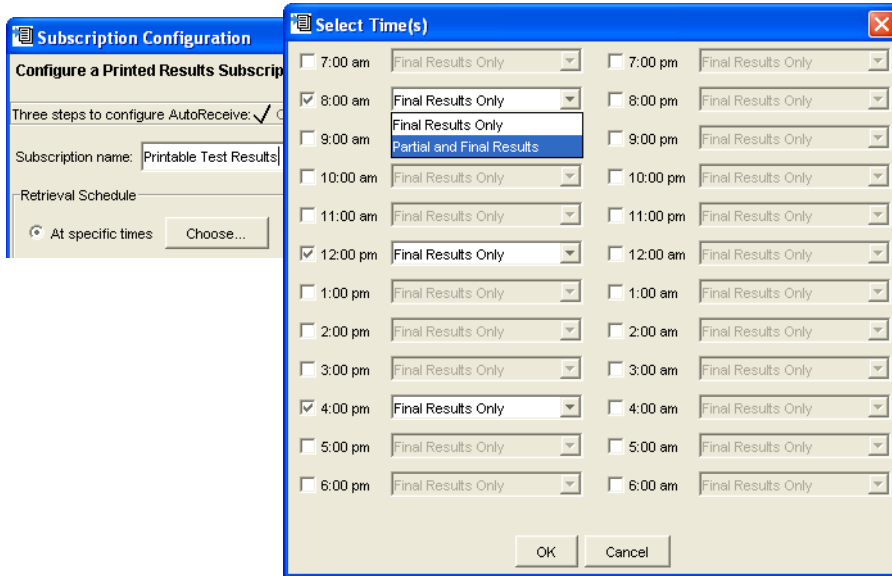 Subscription Configuration
Configure a Printed Results Subscrip
Three steps to configure AutoReceive:
Subscription name: Printable Test Results
Retrieval Schedule
At specific times Choose...
Select Time(s)
7:00 am Final Results Only 7:00 pm Final Results Only
8:00 am Final Results Only 8:00 pm Final Results Only
Final Results Only
9:00 am Partial and Final Results 9:00 pm Final Results Only
10:00 am Final Results Only 10:00 pm Final Results Only
11:00 am Final Results Only 11:00 pm Final Results Only
12:00 pm Final Results Only 12:00 am Final Results Only
1:00 pm Final Results Only 1:00 am Final Results Only
2:00 pm Final Results Only 2:00 am Final Results Only
3:00 pm Final Results Only 3:00 am Final Results Only
4:00 pm Final Results Only 4:00 am Final Results Only
5:00 pm Final Results Only 5:00 am Final Results Only
6:00 pm Final Results Only 6:00 am Final Results Only
OK Cancel